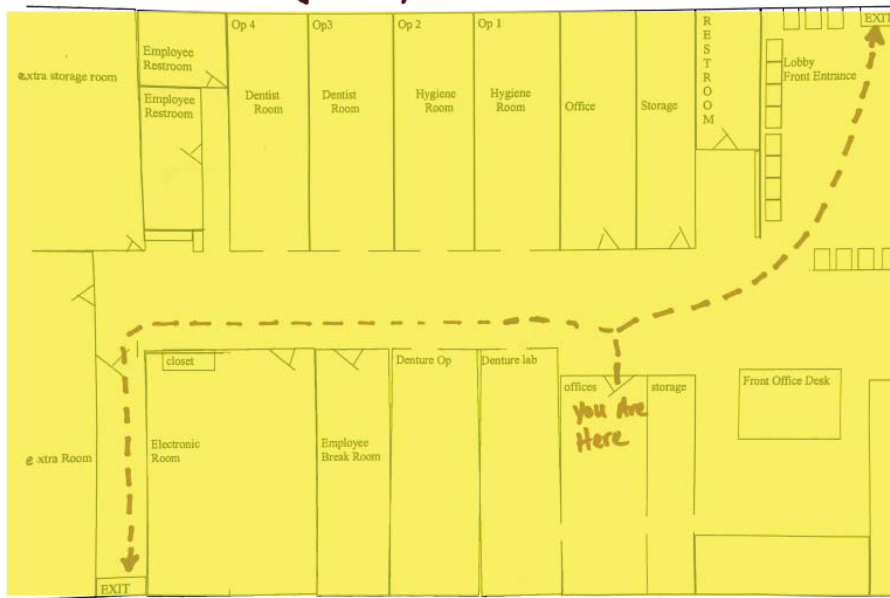 Op 4
Op3
Op 2
Op 1
EXIT
Employee
Restroom
extra storage room
Employee
Restroom
Dentist
Room
Dentist
Room
Hygiene
Room
Hygiene
Room
Office
Storage
RESTROOM
Lobby
Front Entrance
closet
Denture Op
Denture lab
offices
storage
Front Office Desk
You Are
Here
extra Room
Electronic
Room
Employee
Break Room
EXIT